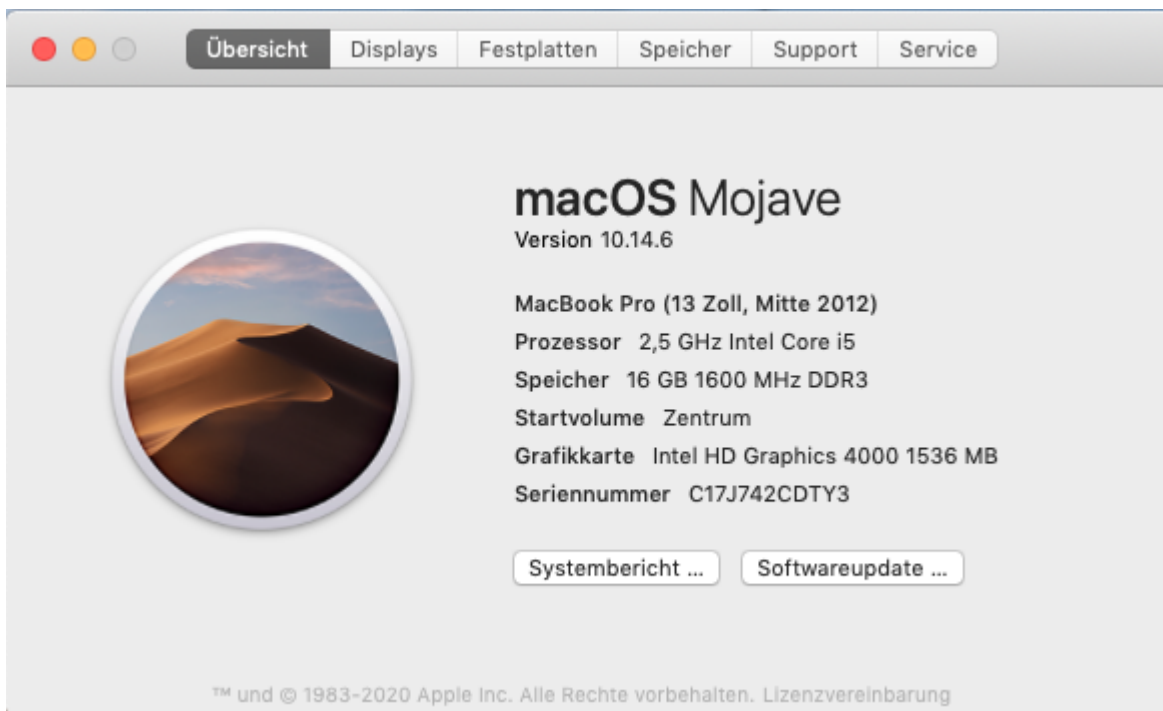 Übersicht Displays Festplatten Speicher Support Service
macOS Mojave
Version 10.14.6
MacBook Pro (13 Zoll, Mitte 2012)
Prozessor 2,5 GHz Intel Core i5
Speicher 16 GB 1600 MHz DDR3
Startvolume Zentrum
Grafikkarte Intel HD Graphics 4000 1536 MB
Seriennummer C17J742CDTY3
Systembericht ... Softwareupdate ...
™ und © 1983-2020 Apple Inc. Alle Rechte vorbehalten. Lizenzvereinbarung